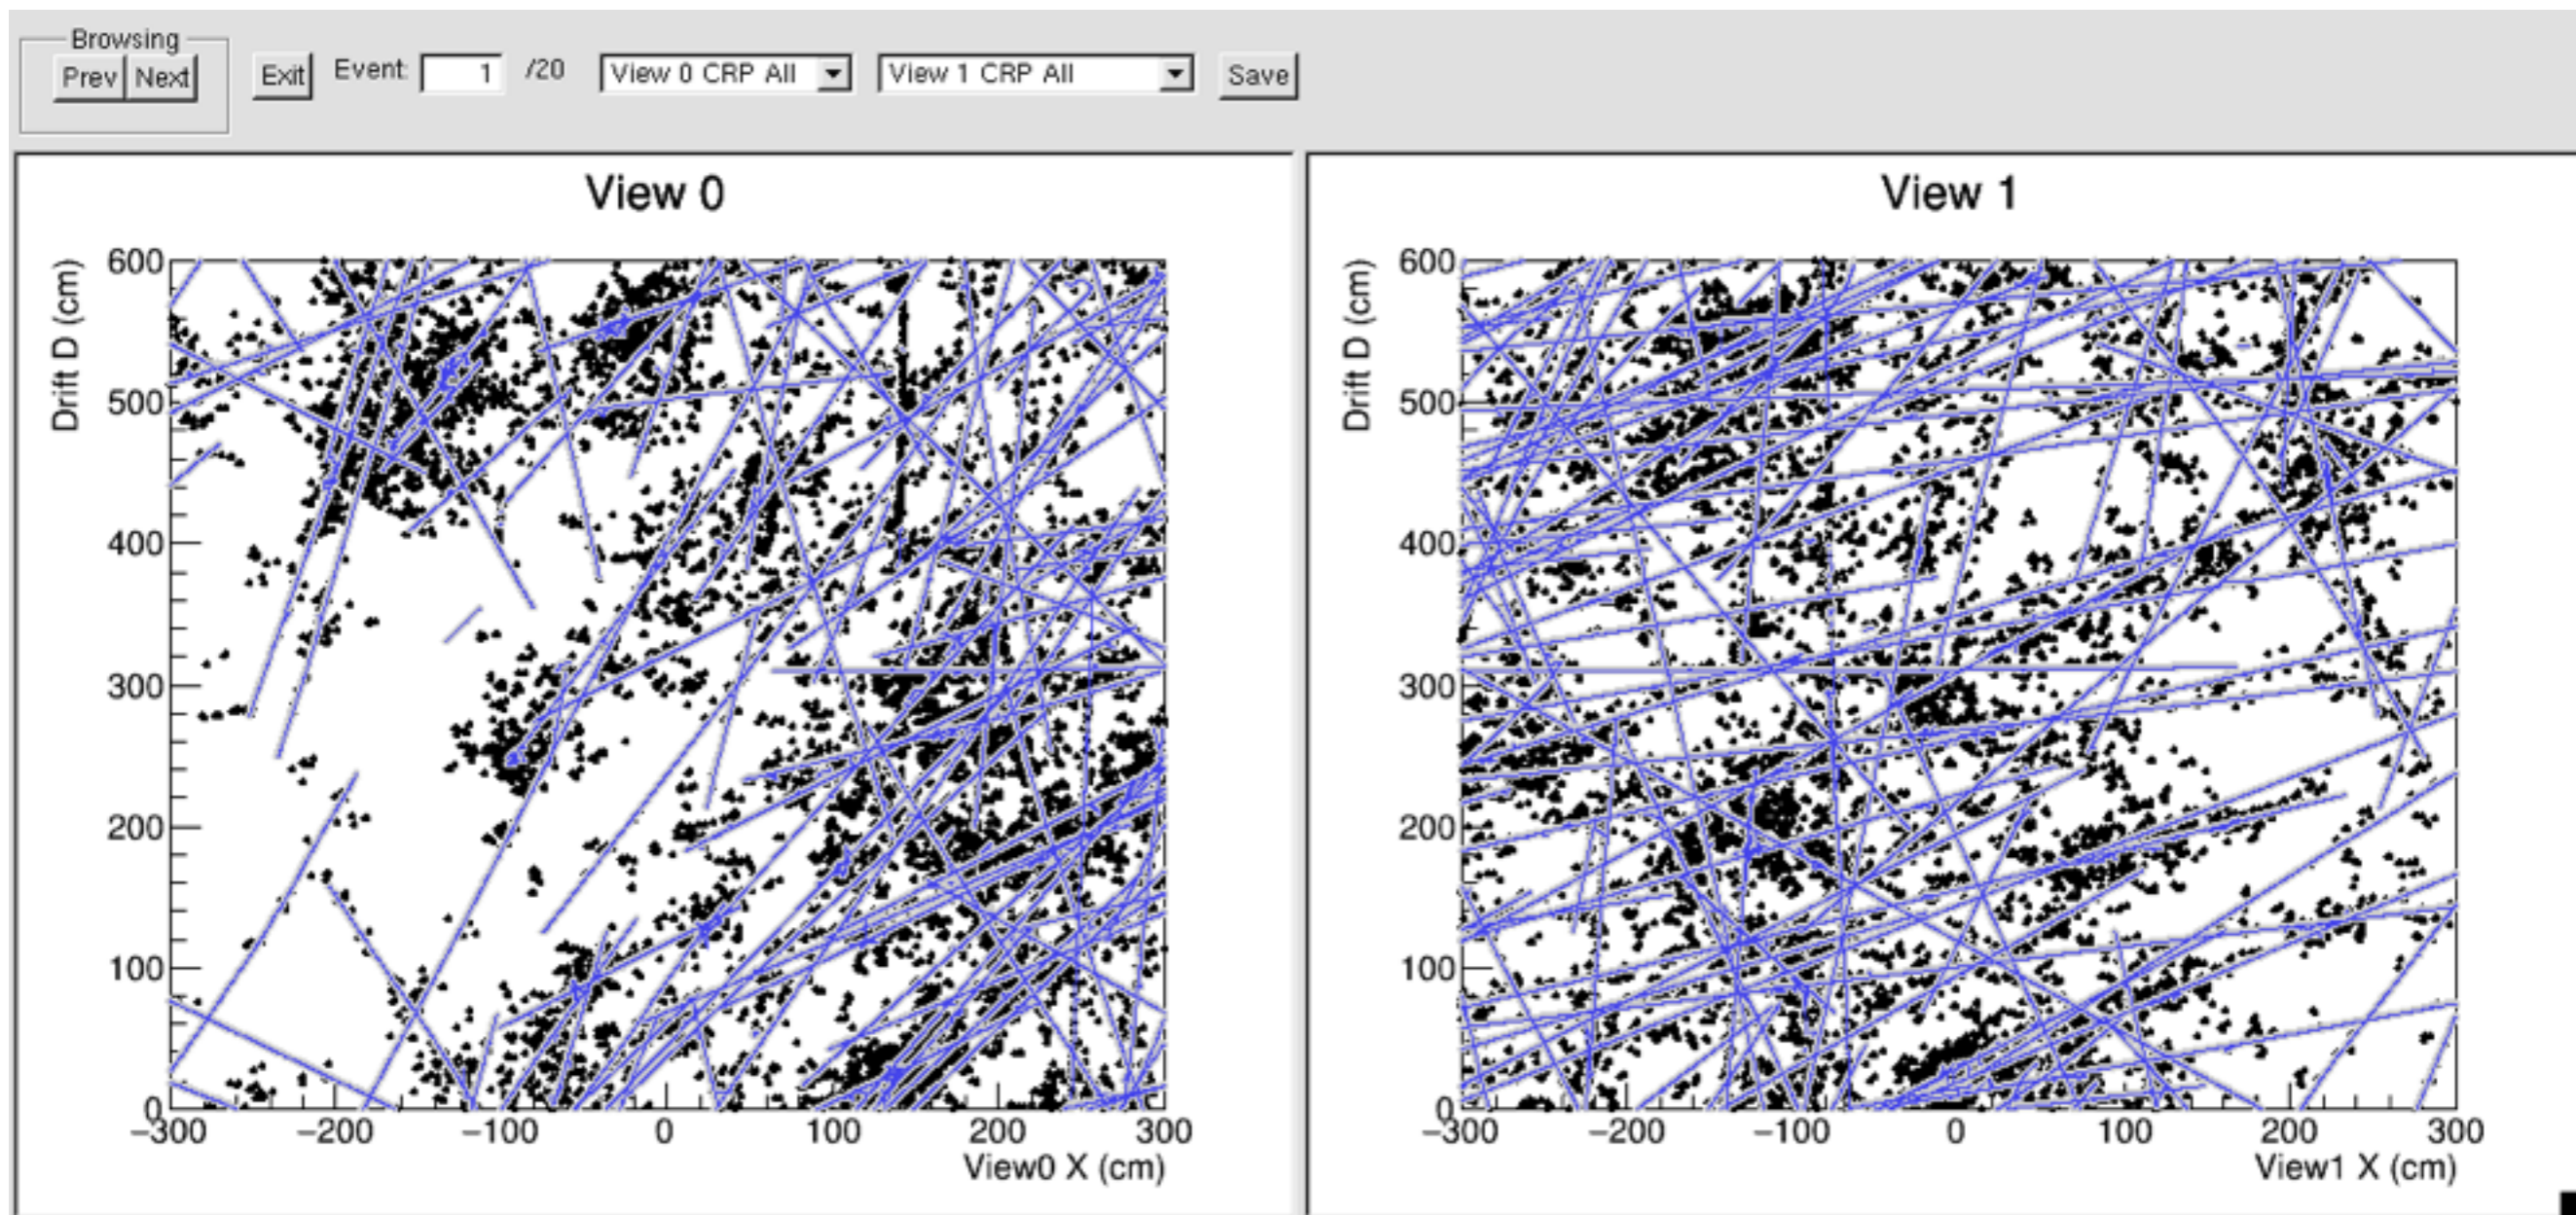 Browsing
Prev Next Exit Event: 1 /20 View 0 CRP All View 1 CRP All Save
View 0
Drift D (cm)
600
500
400
300
200
100
0
−300 −200 −100 0 100 200 300
View0 X (cm)
View 1
Drift D (cm)
600
500
400
300
200
100
0
−300 −200 −100 0 100 200 300
View1 X (cm)